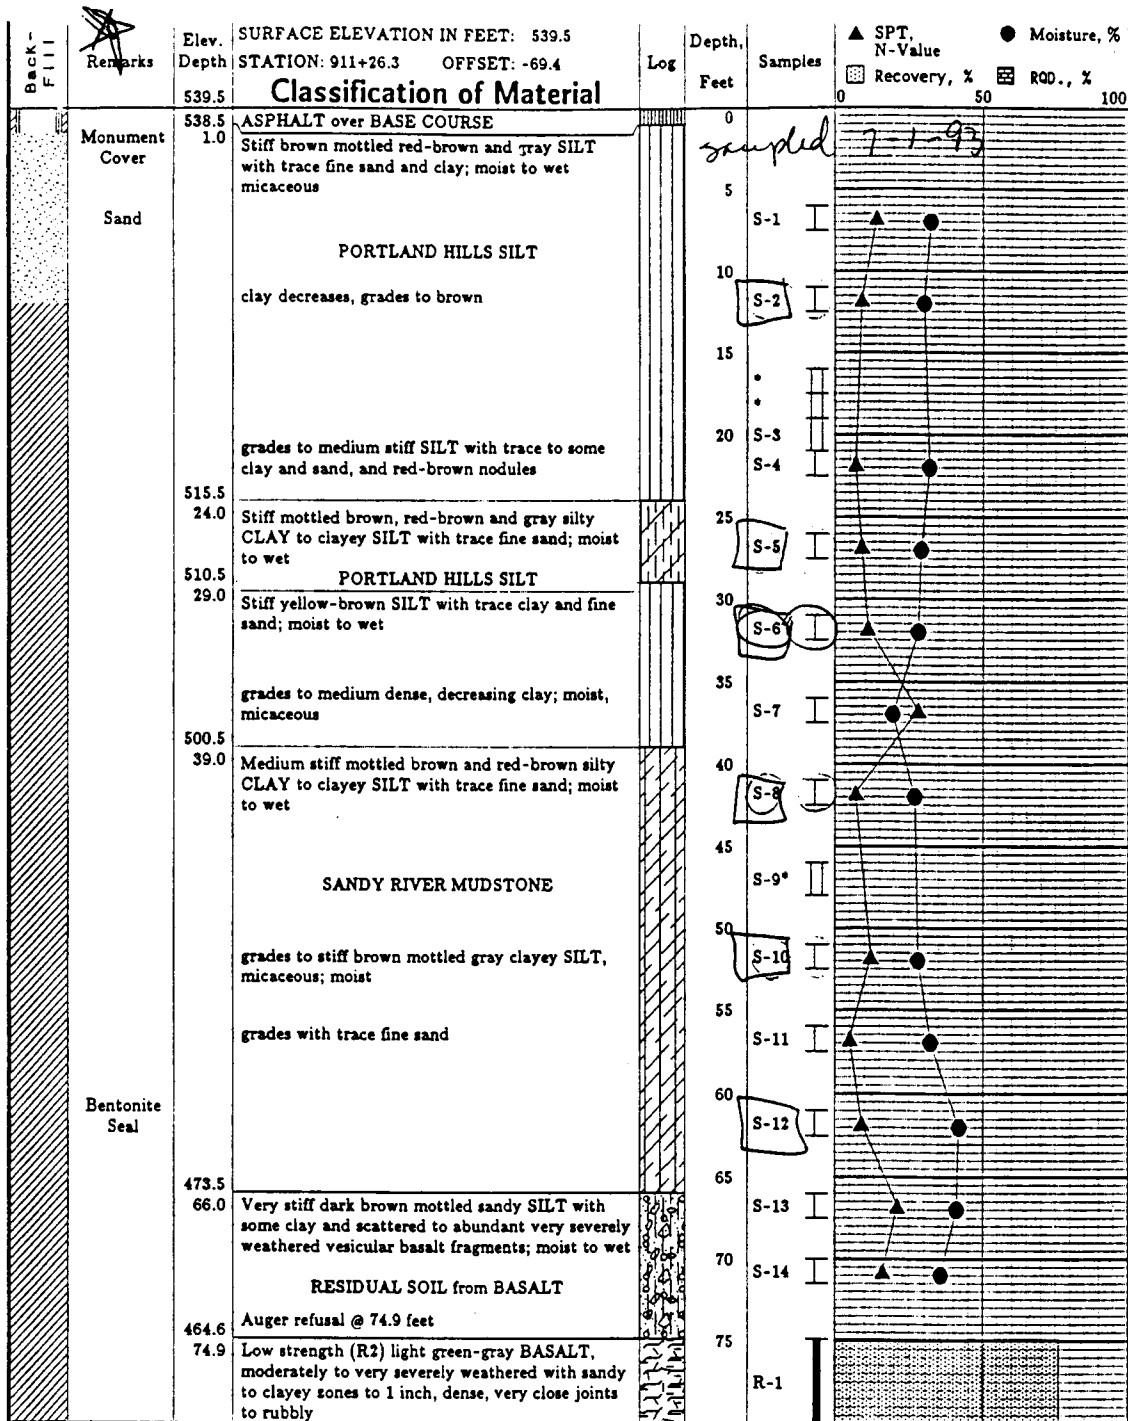 Back-Fill
Remarks
Elev.
Depth
539.5
SURFACE ELEVATION IN FEET: 539.5
STATION: 911+26.3 OFFSET: -69.4
Classification of Material
Log
Depth,
Feet
Samples
▲ SPT, N-Value
● Moisture, %
Recovery, %
RQD., %
0 50 100
538.5
1.0
ASPHALT over BASE COURSE
0
Monument
Cover
Stiff brown mottled red-brown and gray SILT
with trace fine sand and clay; moist to wet
micaceous
sampled 7-1-93
5
Sand
S-1
PORTLAND HILLS SILT
10
clay decreases, grades to brown
S-2
15
*
*
20 S-3
grades to medium stiff SILT with trace to some
clay and sand, and red-brown nodules
S-4
515.5
24.0
Stiff mottled brown, red-brown and gray silty
CLAY to clayey SILT with trace fine sand; moist
to wet
25
S-5
PORTLAND HILLS SILT
510.5
29.0
Stiff yellow-brown SILT with trace clay and fine
sand; moist to wet
30
S-6
35
grades to medium dense, decreasing clay; moist,
micaceous
S-7
500.5
39.0
Medium stiff mottled brown and red-brown silty
CLAY to clayey SILT with trace fine sand; moist
to wet
40
S-8
45
SANDY RIVER MUDSTONE
S-9*
50
grades to stiff brown mottled gray clayey SILT,
micaceous; moist
S-10
55
grades with trace fine sand
S-11
60
Bentonite
Seal
S-12
65
473.5
66.0
Very stiff dark brown mottled sandy SILT with
some clay and scattered to abundant very severely
weathered vesicular basalt fragments; moist to wet
S-13
70
RESIDUAL SOIL from BASALT
S-14
Auger refusal @ 74.9 feet
464.6
74.9
75
Low strength (R2) light green-gray BASALT,
moderately to very severely weathered with sandy
to clayey zones to 1 inch, dense, very close joints
to rubbly
R-1